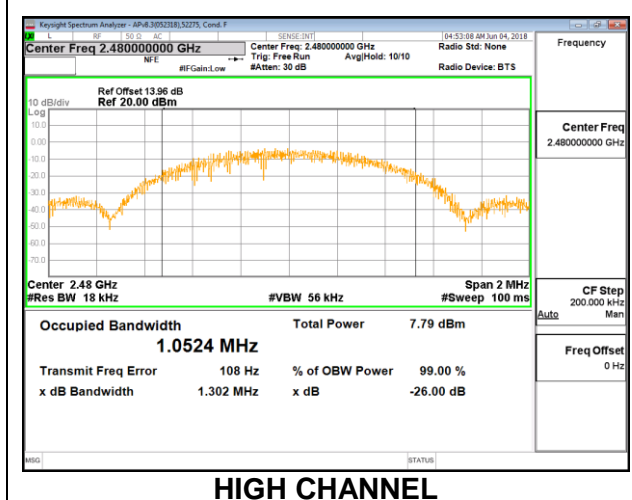 Keysight Spectrum Analyzer - APv8.3(052318),52275, Cond. F
L RF 50 Ω AC SENSE:INT 04:53:08 AM Jun 04, 2018
Center Freq 2.480000000 GHz Center Freq: 2.480000000 GHz Radio Std: None Frequency
NFE Trig: Free Run Avg|Hold: 10/10
#IFGain:Low #Atten: 30 dB Radio Device: BTS
Ref Offset 13.96 dB
10 dB/div Ref 20.00 dBm
Log
10.0
0.00
-10.0
-20.0
-30.0
-40.0
-50.0
-60.0
-70.0
Center Freq
2.480000000 GHz
Center 2.48 GHz Span 2 MHz
#Res BW 18 kHz #VBW 56 kHz #Sweep 100 ms
CF Step
200.000 kHz
Auto Man
Occupied Bandwidth Total Power 7.79 dBm
1.0524 MHz
Freq Offset
0 Hz
Transmit Freq Error 108 Hz % of OBW Power 99.00 %
x dB Bandwidth 1.302 MHz x dB -26.00 dB
MSG STATUS
HIGH CHANNEL